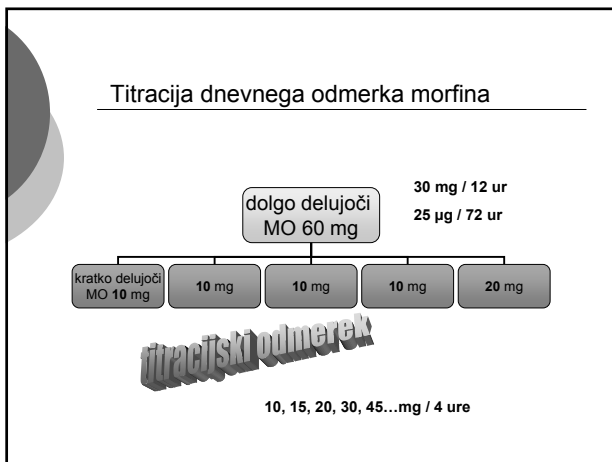 Titracija dnevnega odmerka morfina
30 mg / 12 ur
25 µg / 72 ur
dolgo delujoči
MO 60 mg
kratko delujoči
MO 10 mg
10 mg
10 mg
10 mg
20 mg
titracijski odmerek
10, 15, 20, 30, 45...mg / 4 ure